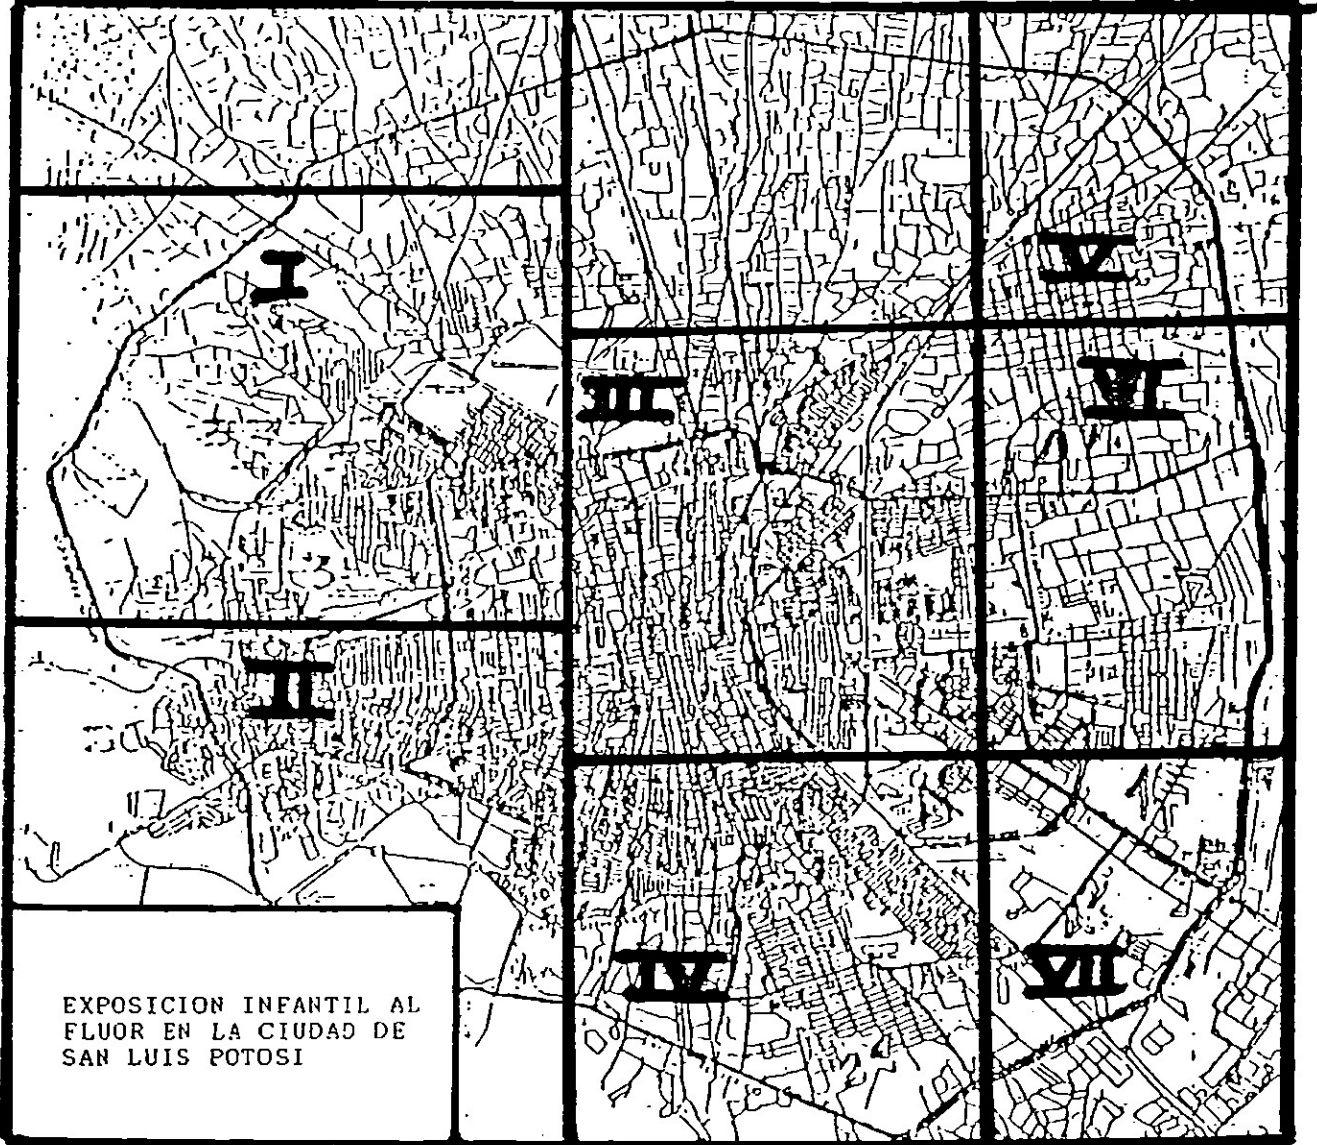 I
V
III
VI
II
IV
VII
EXPOSICION INFANTIL AL
FLUOR EN LA CIUDAD DE
SAN LUIS POTOSI